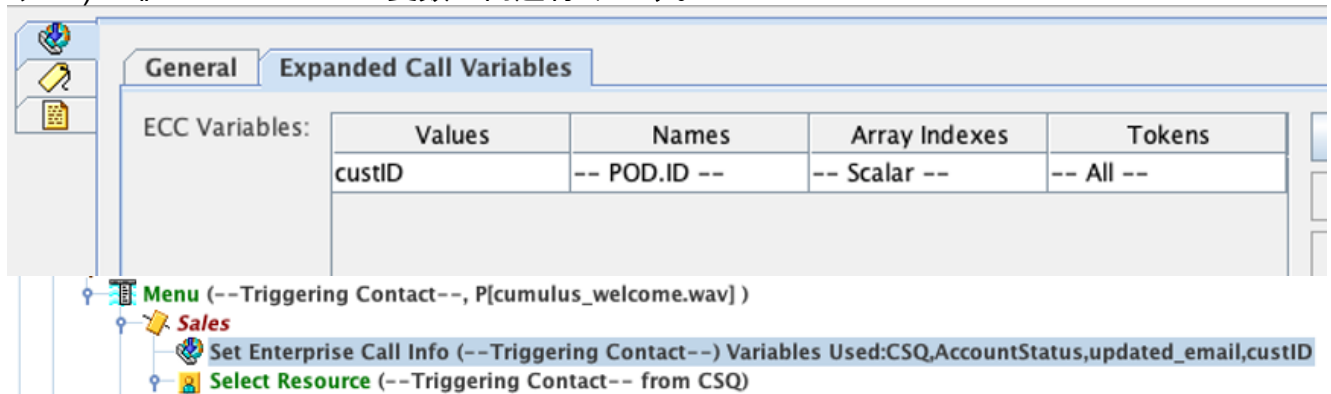 General Expanded Call Variables
ECC Variables: Values Names Array Indexes Tokens
custID -- POD.ID -- -- Scalar -- -- All --
Menu (--Triggering Contact--, P[cumulus_welcome.wav] )
Sales
Set Enterprise Call Info (--Triggering Contact--) Variables Used:CSQ,AccountStatus,updated_email,custID
Select Resource (--Triggering Contact-- from CSQ)